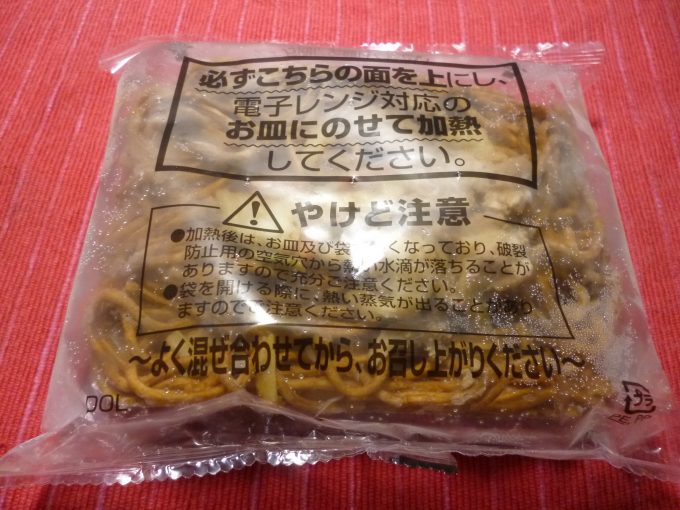 必ずこちらの面を上にし、
電子レンジ対応の
お皿にのせて加熱
してください。
やけど注意
●加熱後は、お皿及び袋 くなっており、破裂
防止用の空気穴から熱い水滴が落ちることが
ありますので充分ご注意ください。
●袋を開ける際に、熱い蒸気が出ることがあり
ますのでご注意ください。
〜よく混ぜ合わせてから、お召し上がりください〜
OOL
プラ
PE,PP